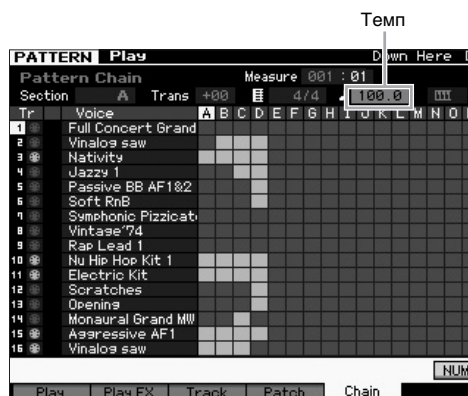 Темп
PATTERN Play Down Here
Pattern Chain Measure 001 : 01
Section A Trans +00 4/4 100.0
Tr Voice A B C D E F G H I J K L M N O
1 Full Concert Grand
2 Vinalog saw
3 Nativity
4 Jazzy 1
5 Passive BB AF1&2
6 Soft RnB
7 Symphonic Pizzicat
8 Vintage'74
9 Rap Lead 1
10 Nu Hip Hop Kit 1
11 Electric Kit
12 Scratches
13 Opening
14 Monaural Grand MW
15 Aggressive AF1
16 Vinalog saw
NUM
Play Play FX Track Patch Chain